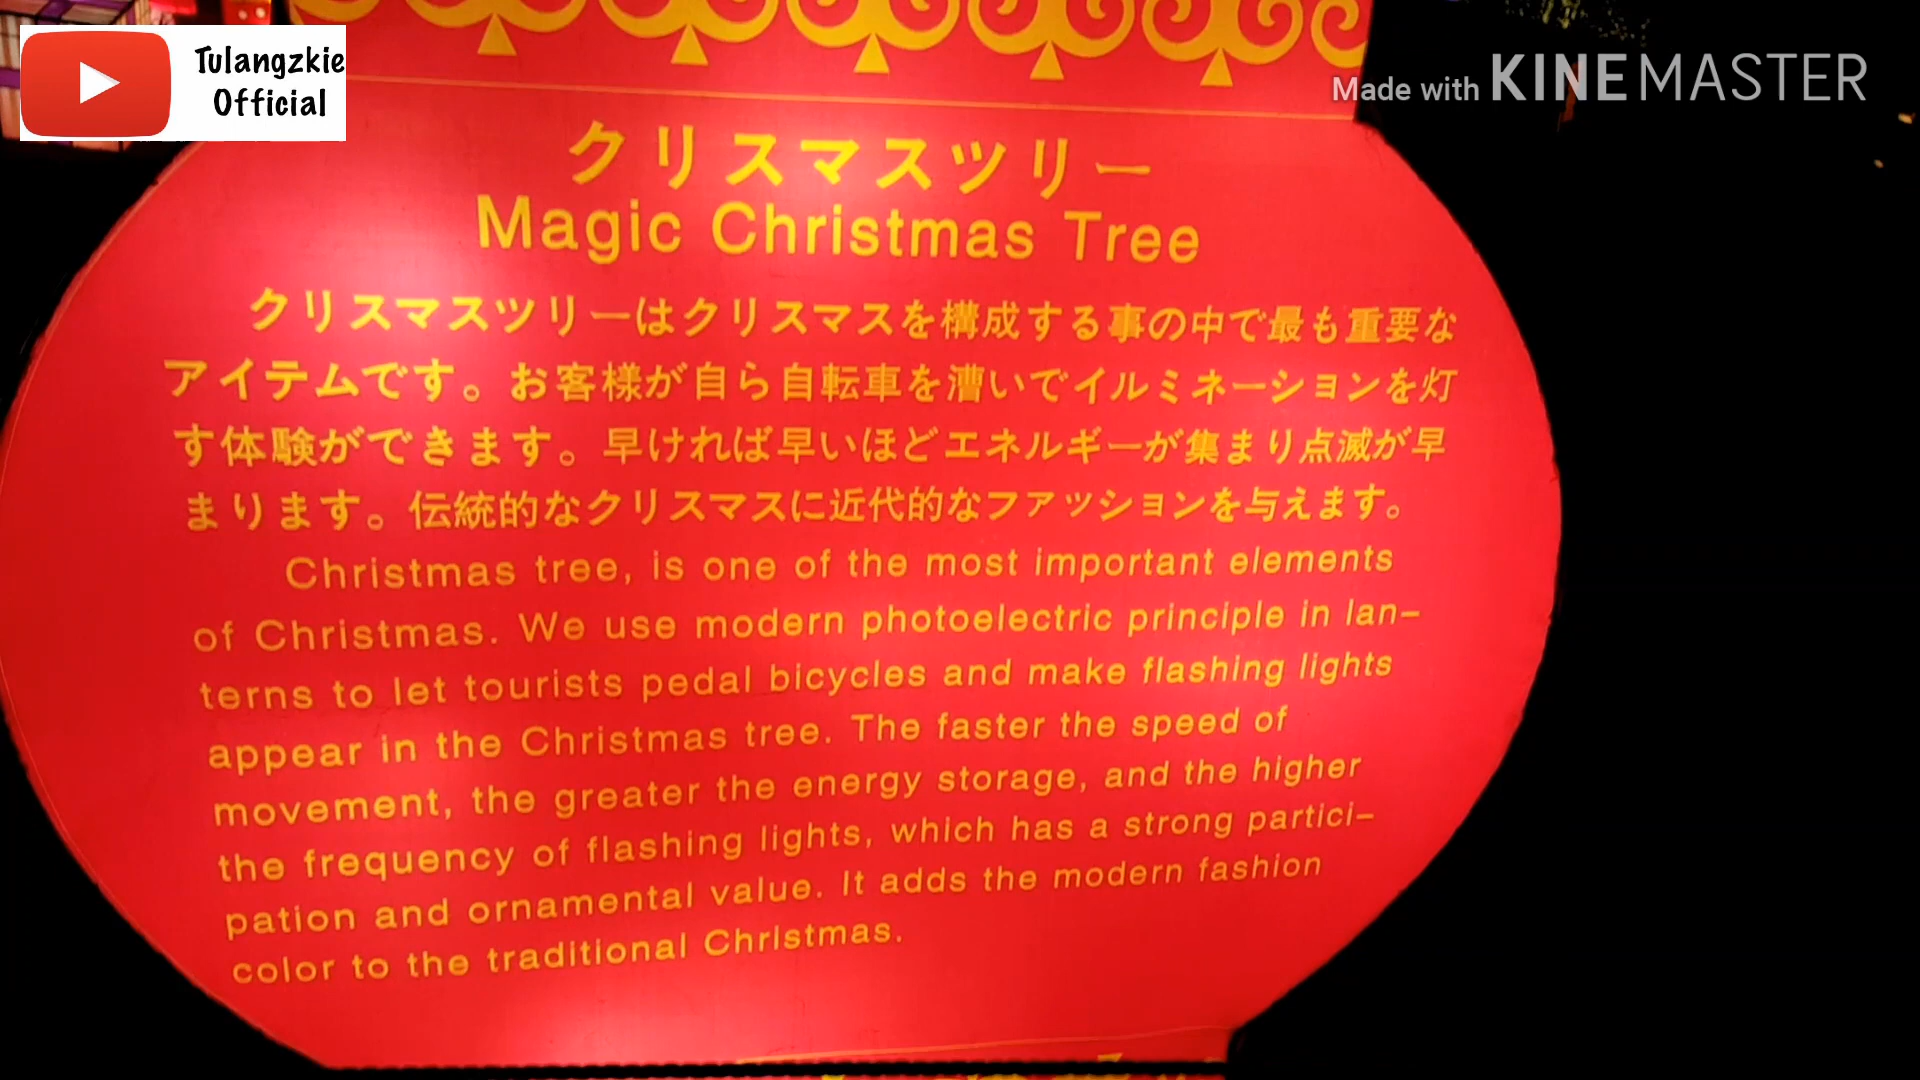 Tulangzkie
Official
Made with KINEMASTER
クリスマスツリー
Magic Christmas Tree
クリスマスツリーはクリスマスを構成する事の中で最も重要な
アイテムです。お客様が自ら自転車を漕いでイルミネーションを灯
す体験ができます。早ければ早いほどエネルギーが集まり点滅が早
まります。伝統的なクリスマスに近代的なファッションを与えます。
Christmas tree, is one of the most important elements
of Christmas. We use modern photoelectric principle in lan-
terns to let tourists pedal bicycles and make flashing lights
appear in the Christmas tree. The faster the speed of
movement, the greater the energy storage, and the higher
the frequency of flashing lights, which has a strong partici-
pation and ornamental value. It adds the modern fashion
color to the traditional Christmas.